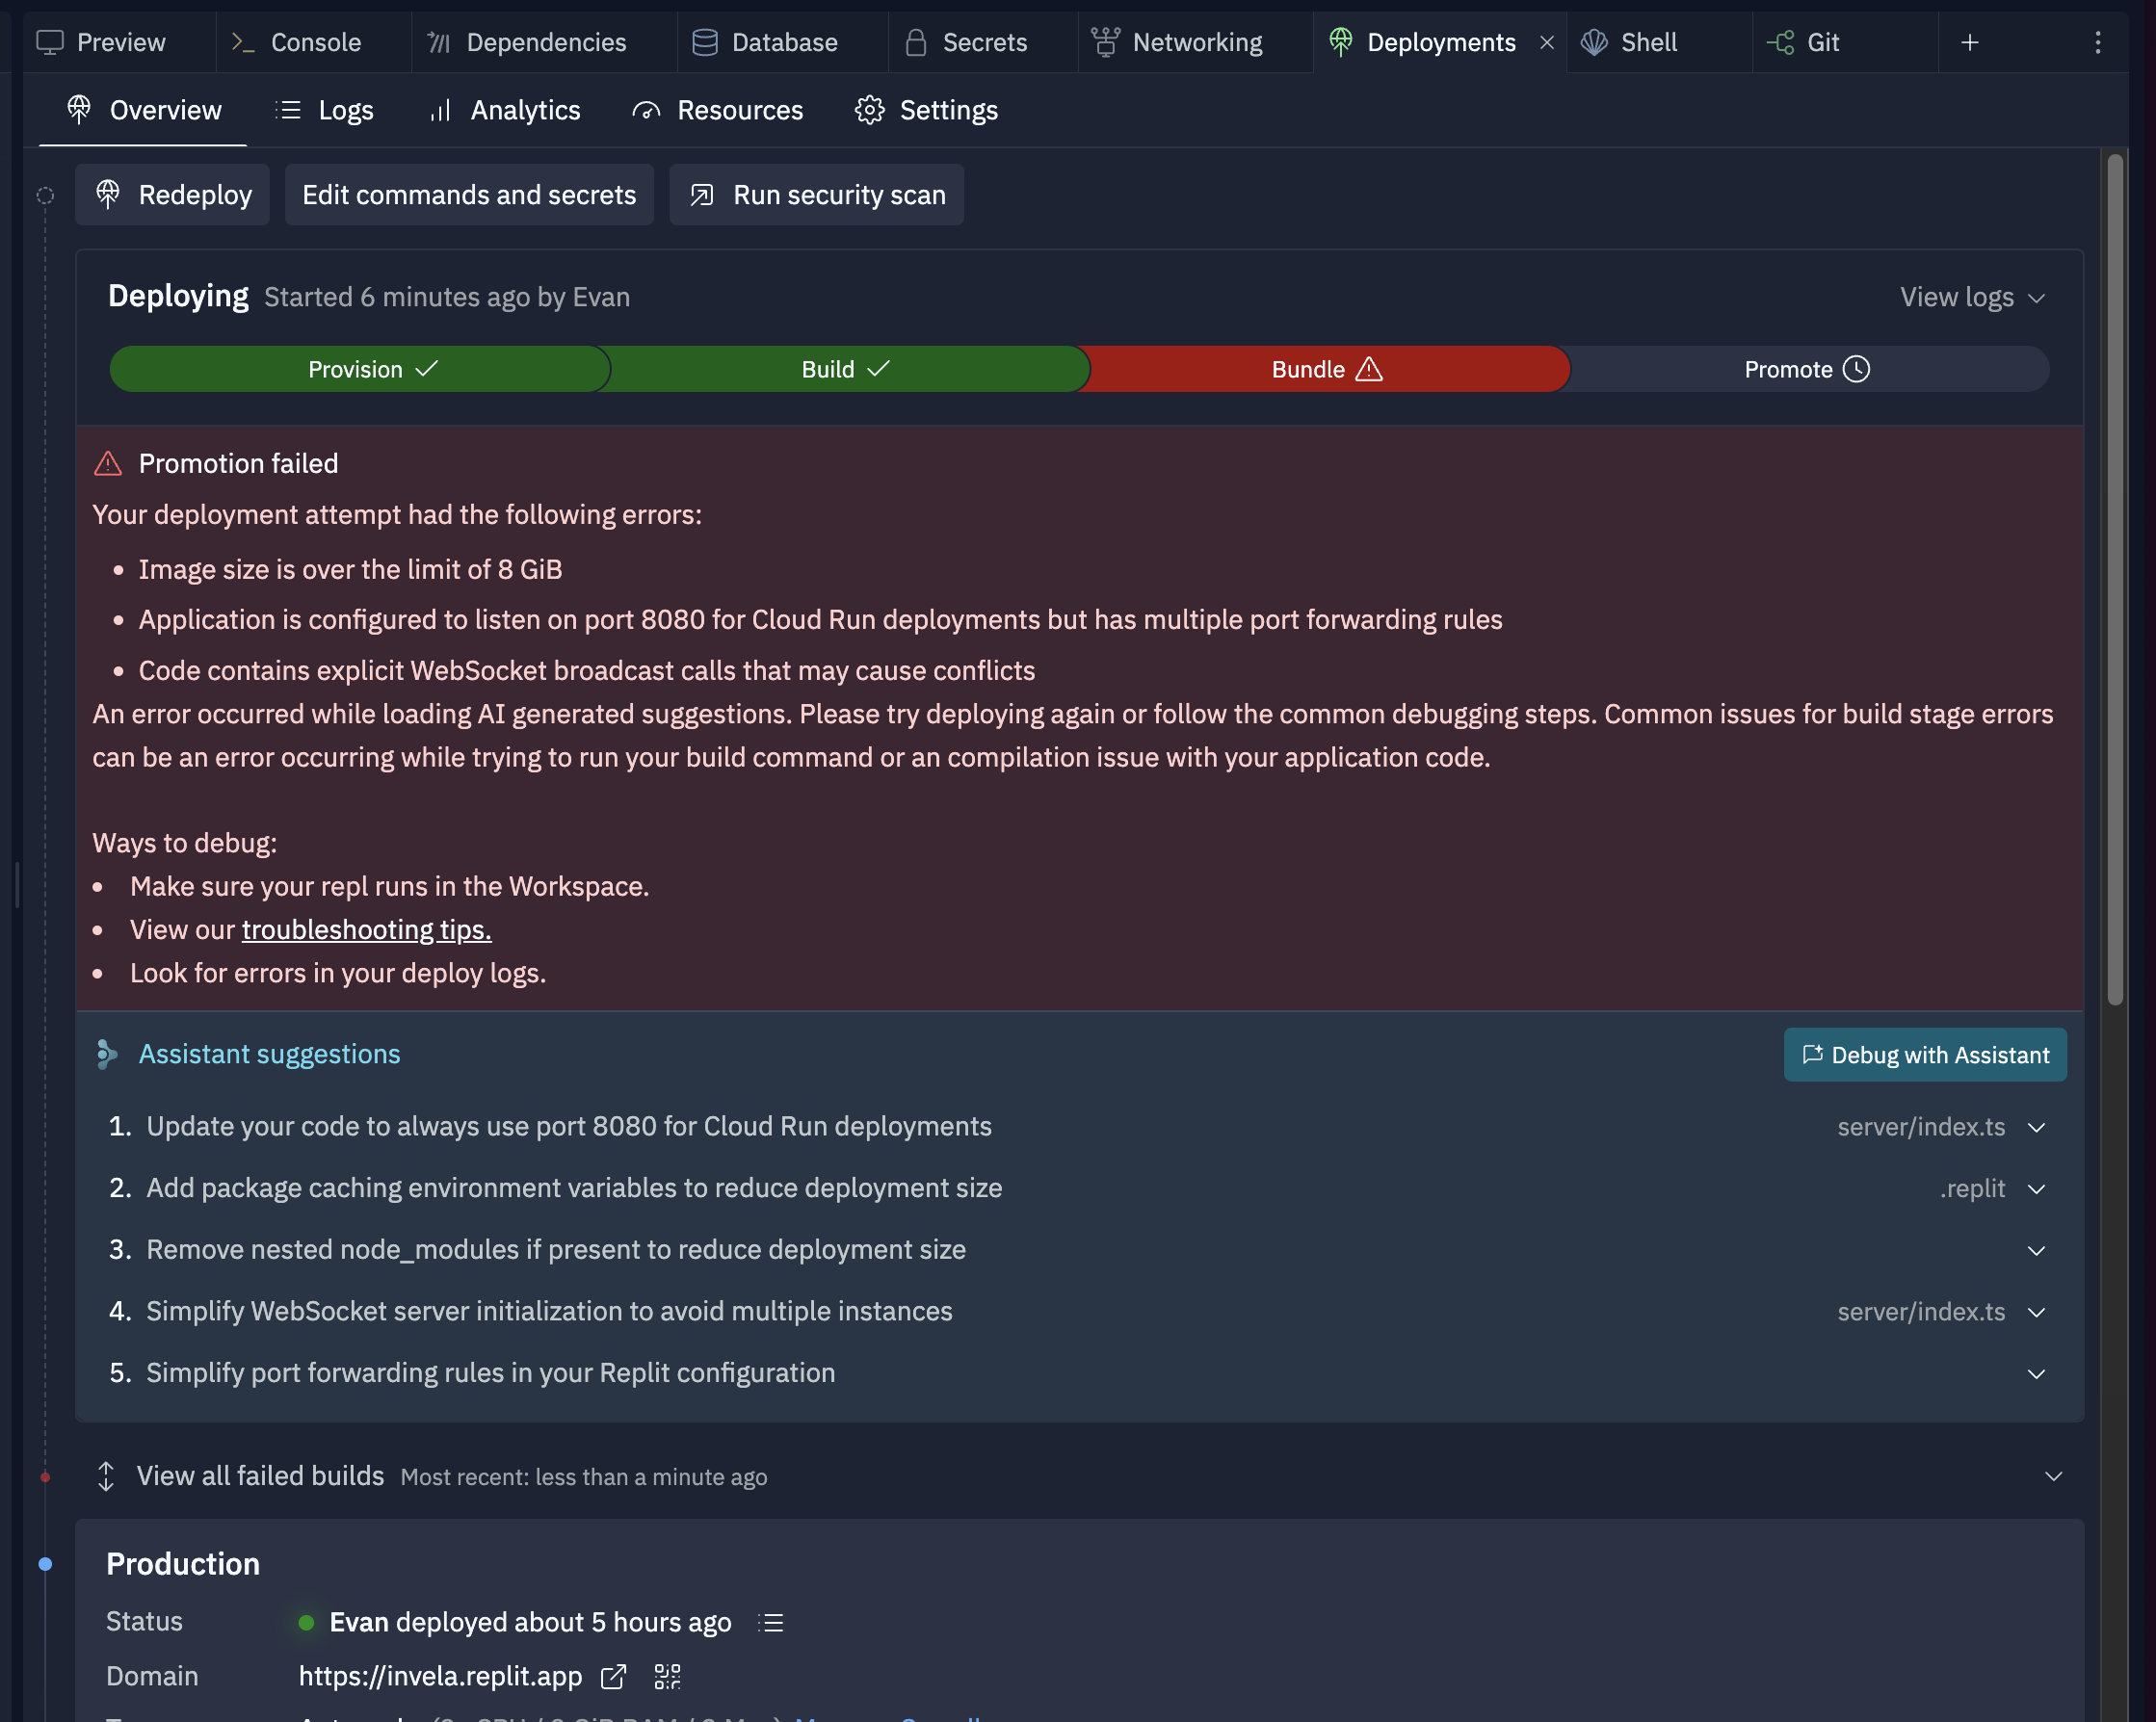 Preview Console Dependencies Database Secrets Networking Deployments Shell Git
Overview Logs Analytics Resources Settings
Redeploy Edit commands and secrets Run security scan
Deploying Started 6 minutes ago by Evan View logs
Provision Build Bundle Promote
Promotion failed
Your deployment attempt had the following errors:
• Image size is over the limit of 8 GiB
• Application is configured to listen on port 8080 for Cloud Run deployments but has multiple port forwarding rules
• Code contains explicit WebSocket broadcast calls that may cause conflicts
An error occurred while loading AI generated suggestions. Please try deploying again or follow the common debugging steps. Common issues for build stage errors
can be an error occurring while trying to run your build command or an compilation issue with your application code.
Ways to debug:
• Make sure your repl runs in the Workspace.
• View our troubleshooting tips.
• Look for errors in your deploy logs.
Assistant suggestions Debug with Assistant
1. Update your code to always use port 8080 for Cloud Run deployments server/index.ts
2. Add package caching environment variables to reduce deployment size .replit
3. Remove nested node_modules if present to reduce deployment size
4. Simplify WebSocket server initialization to avoid multiple instances server/index.ts
5. Simplify port forwarding rules in your Replit configuration
View all failed builds Most recent: less than a minute ago
Production
Status Evan deployed about 5 hours ago
Domain https://invela.replit.app